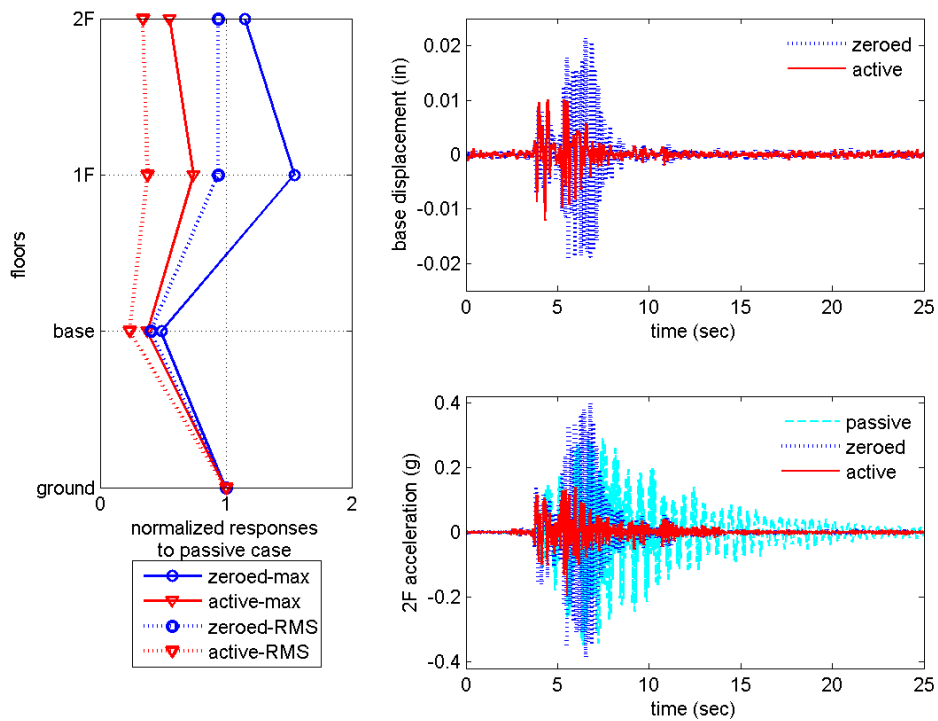 2F
1F
base
ground
floors
0
1
2
normalized responses
to passive case
zeroed-max
active-max
zeroed-RMS
active-RMS
0.02
0.01
0
-0.01
-0.02
base displacement (in)
zeroed
active
0
5
10
15
20
25
time (sec)
0.4
0.2
0
-0.2
-0.4
2F acceleration (g)
passive
zeroed
active
0
5
10
15
20
25
time (sec)